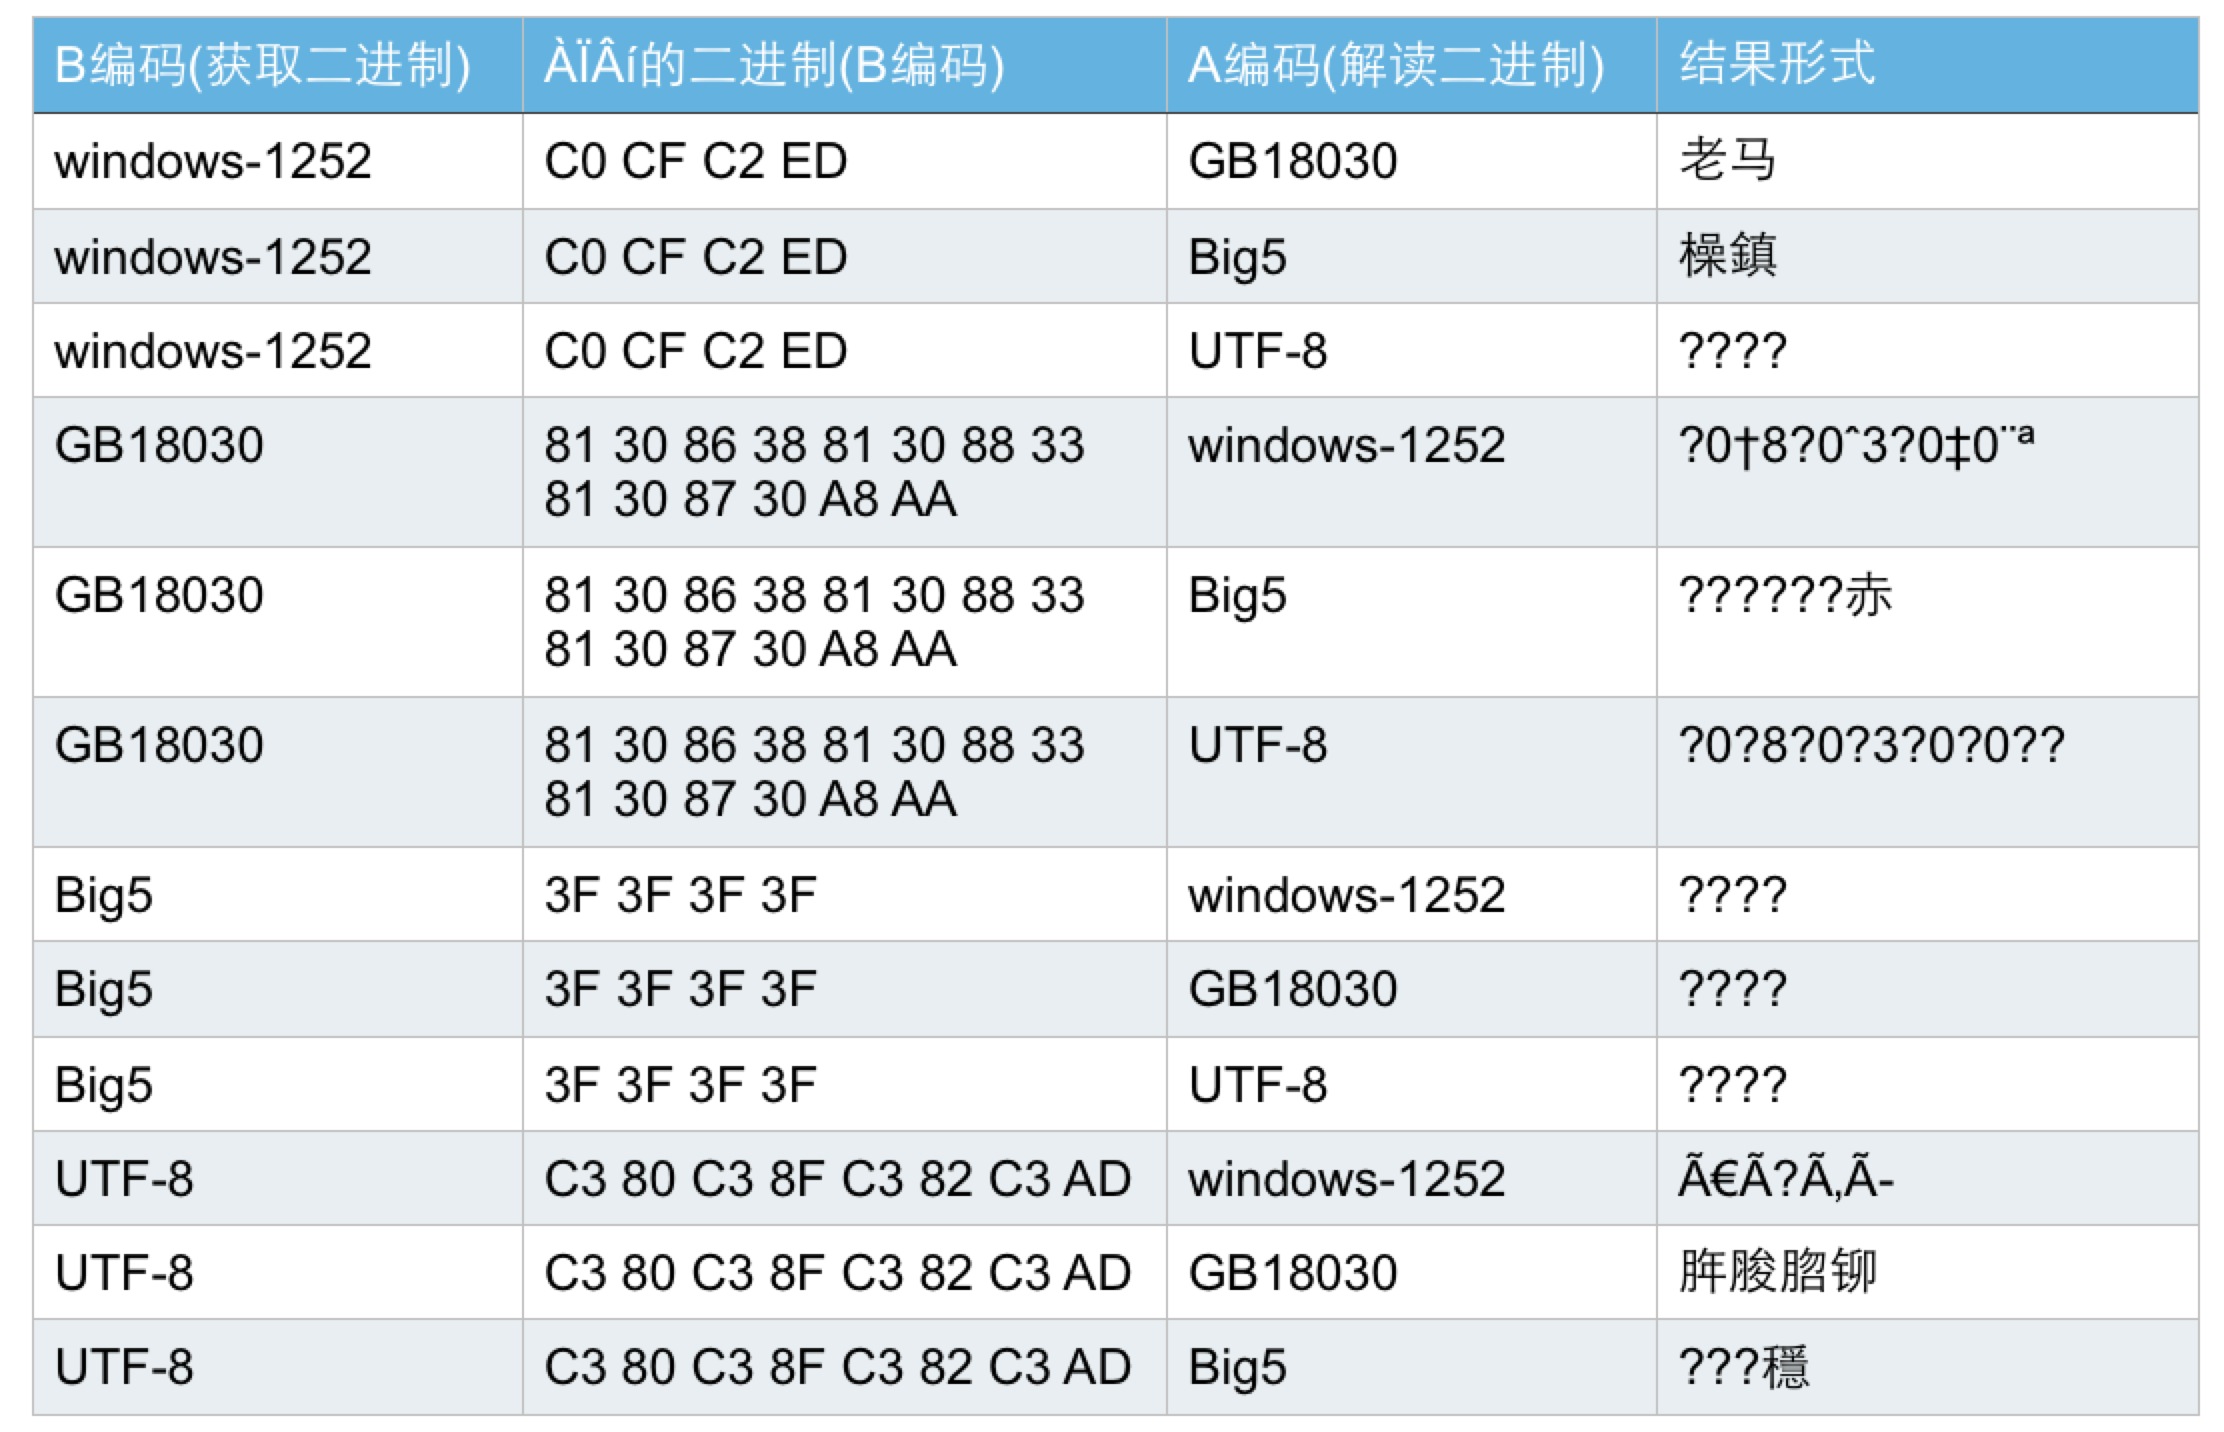 B编码(获取二进制) ÀÏÂí的二进制(B编码) A编码(解读二进制) 结果形式
windows-1252 C0 CF C2 ED GB18030 老马
windows-1252 C0 CF C2 ED Big5 橾鎮
windows-1252 C0 CF C2 ED UTF-8 ????
GB18030 81 30 86 38 81 30 88 33 windows-1252 ?0†8?0ˆ3?0‡0¨ª
81 30 87 30 A8 AA
GB18030 81 30 86 38 81 30 88 33 Big5 ??????赤
81 30 87 30 A8 AA
GB18030 81 30 86 38 81 30 88 33 UTF-8 ?0?8?0?3?0?0??
81 30 87 30 A8 AA
Big5 3F 3F 3F 3F windows-1252 ????
Big5 3F 3F 3F 3F GB18030 ????
Big5 3F 3F 3F 3F UTF-8 ????
UTF-8 C3 80 C3 8F C3 82 C3 AD windows-1252 Ã€Ã?Ã‚Ã-
UTF-8 C3 80 C3 8F C3 82 C3 AD GB18030 脌脧脗铆
UTF-8 C3 80 C3 8F C3 82 C3 AD Big5 ???穩